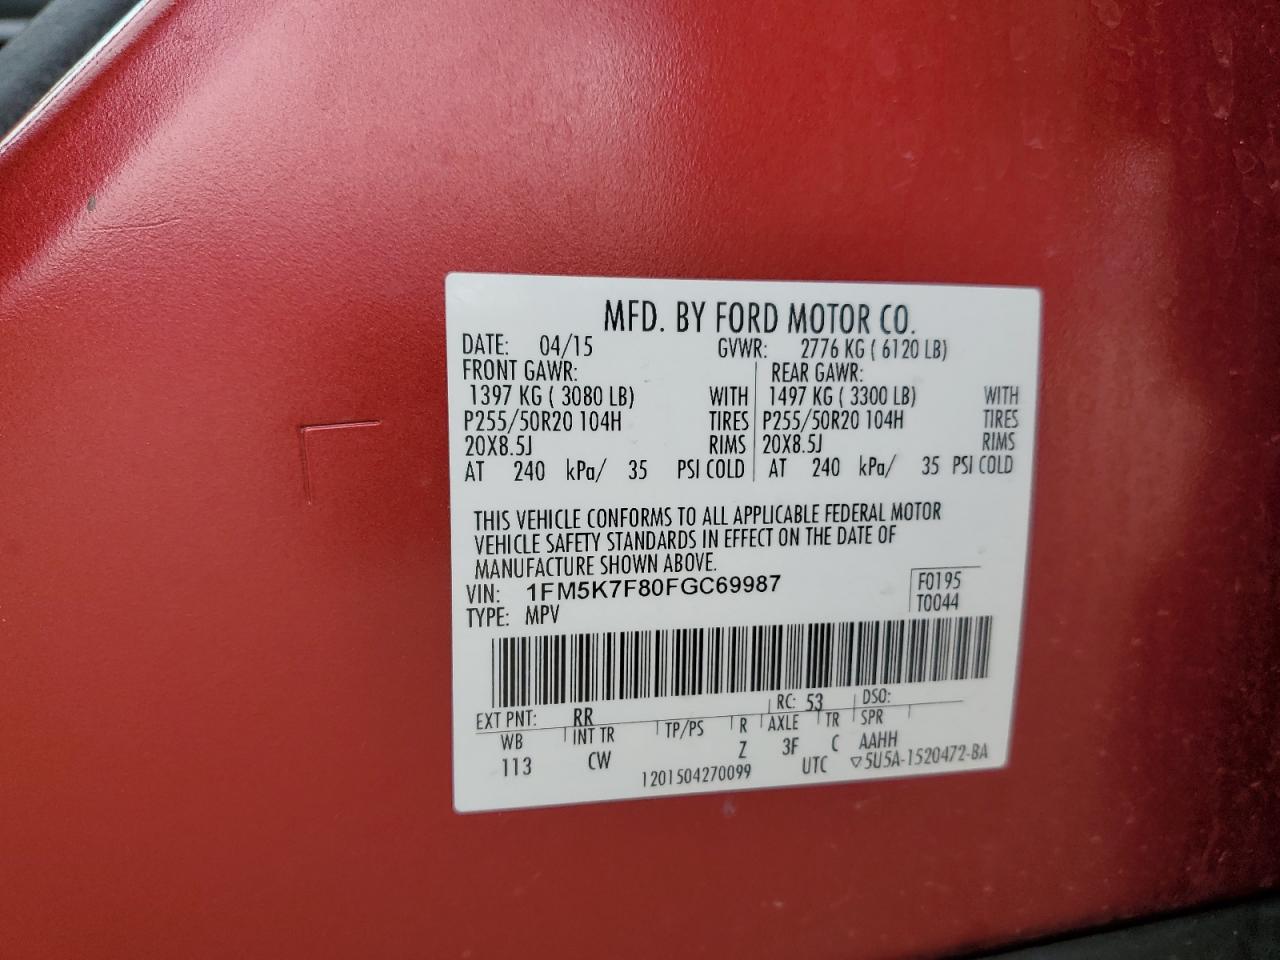 MFD. BY FORD MOTOR CO.
DATE: 04/15 GVWR: 2776 KG ( 6120 LB)
FRONT GAWR: REAR GAWR:
1397 KG ( 3080 LB) WITH 1497 KG ( 3300 LB) WITH
P255/50R20 104H TIRES P255/50R20 104H TIRES
20X8.5J RIMS 20X8.5J RIMS
AT 240 kPa/ 35 PSI COLD AT 240 kPa/ 35 PSI COLD
THIS VEHICLE CONFORMS TO ALL APPLICABLE FEDERAL MOTOR
VEHICLE SAFETY STANDARDS IN EFFECT ON THE DATE OF
MANUFACTURE SHOWN ABOVE.
VIN: 1FM5K7F80FGC69987 F0195
TYPE: MPV T0044
EXT PNT: RR RC: 53 DSO:
WB INT TR TP/PS R AXLE TR SPR
113 CW Z 3F C AAHH
1201504270099 UTC ▽5U5A-1520472-BA